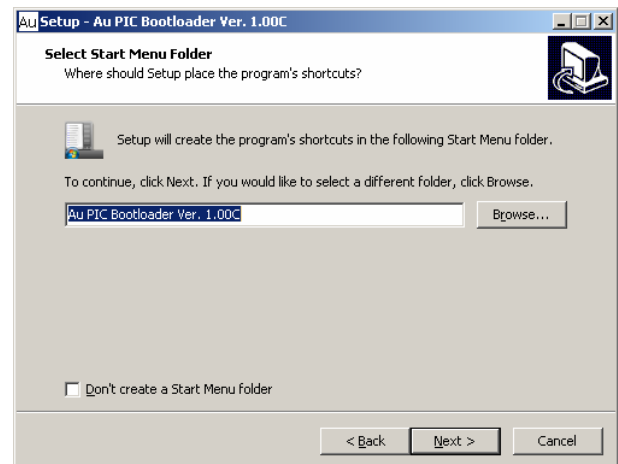 Au Setup - Au PIC Bootloader Ver. 1.00C
Select Start Menu Folder
Where should Setup place the program's shortcuts?
Setup will create the program's shortcuts in the following Start Menu folder.
To continue, click Next. If you would like to select a different folder, click Browse.
Au PIC Bootloader Ver. 1.00C Browse...
Don't create a Start Menu folder
< Back Next > Cancel